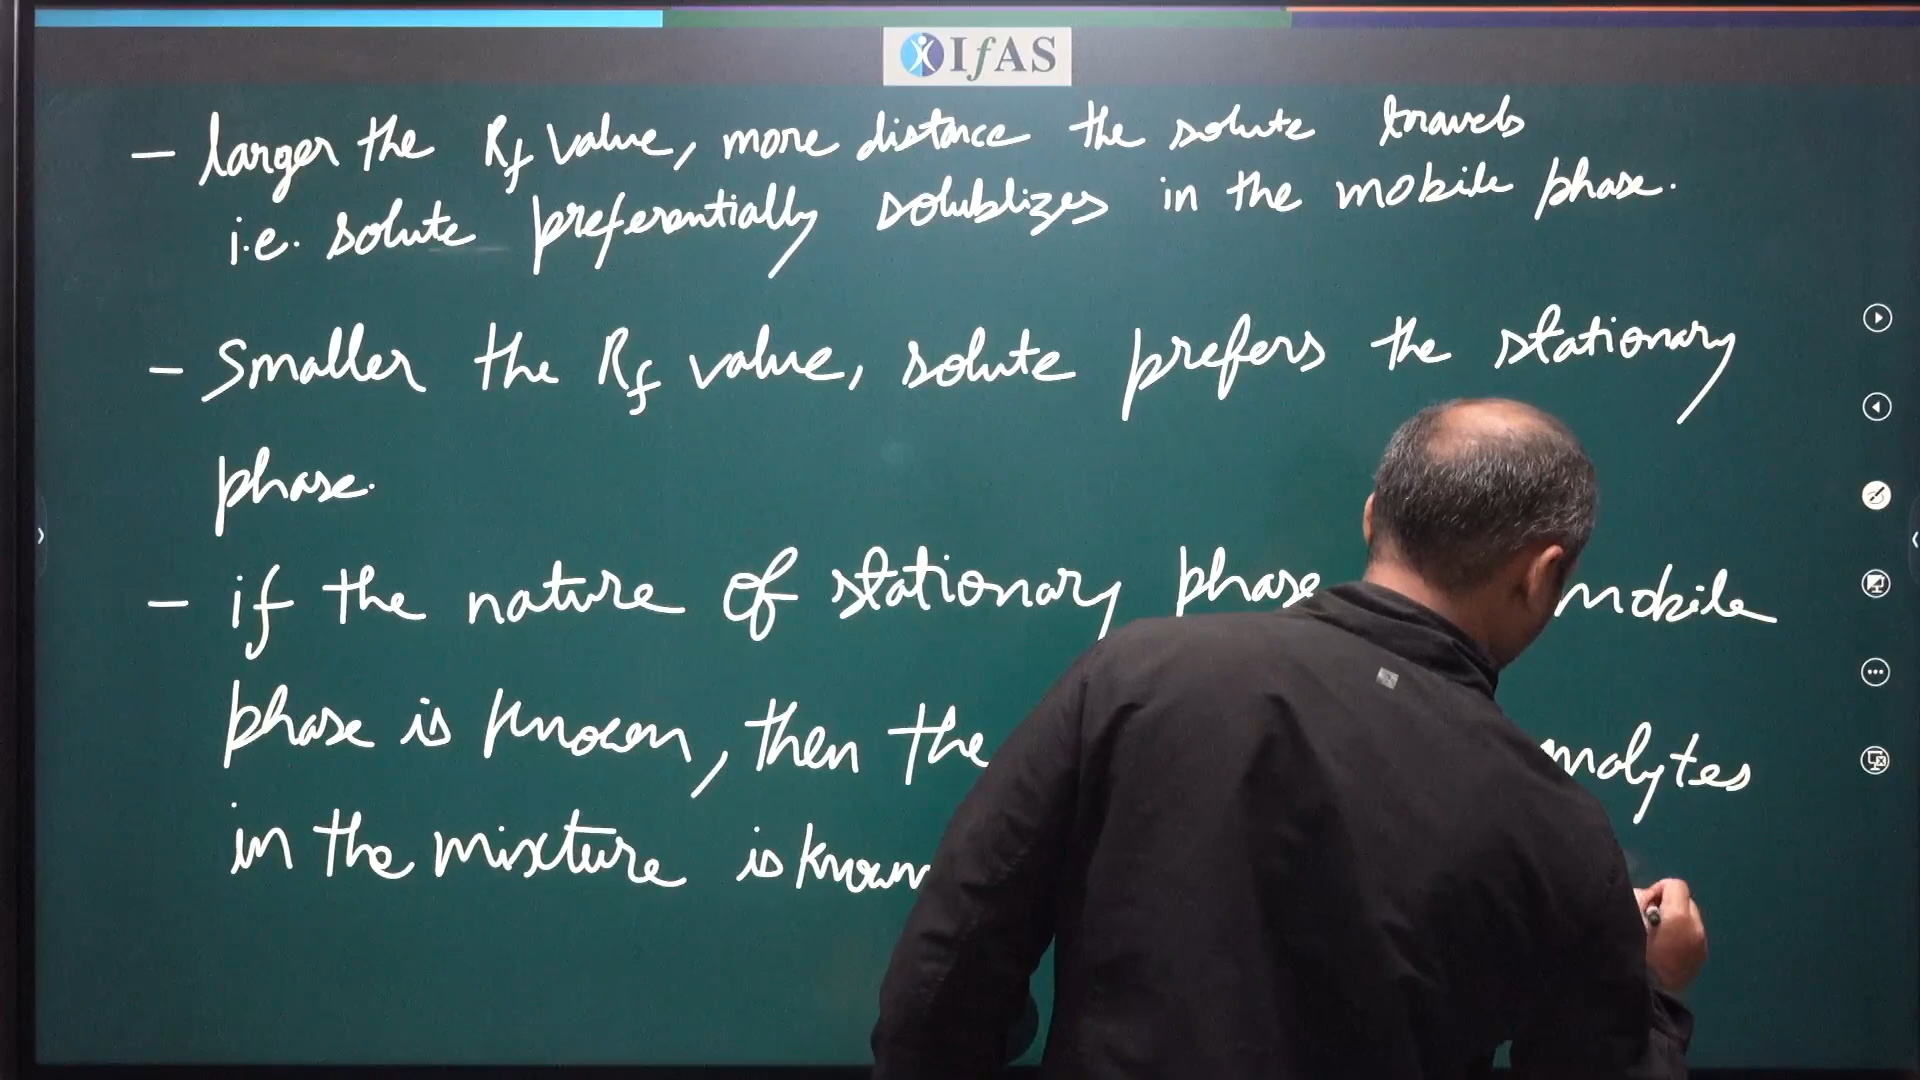 IfAS
- larger the Rf value, more distance the solute travels
i.e. solute preferentially solublizes in the mobile phase.
- Smaller the Rf value, solute prefers the stationary
phase.
- if the nature of stationary phase mobile
phase is known, then the
in the mixture is known